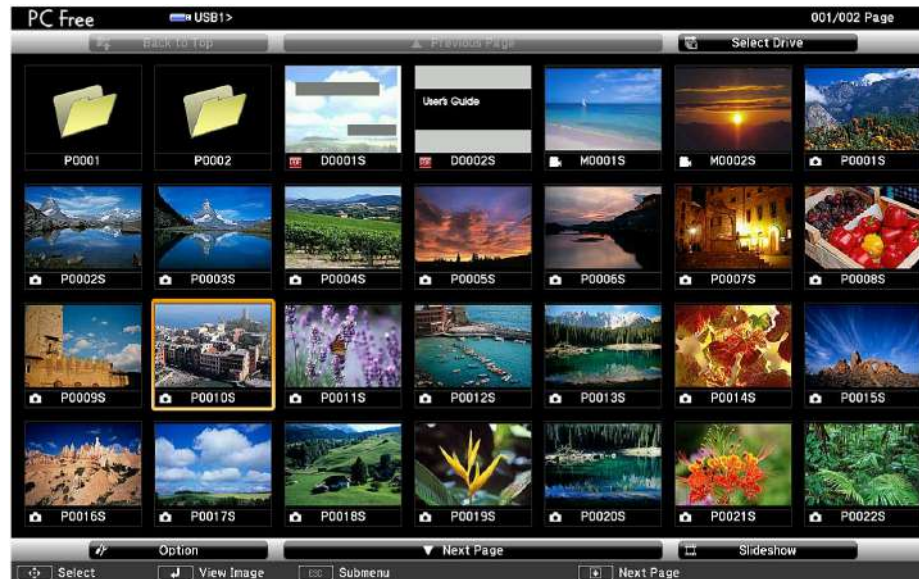 PC Free USB1> 001/002 Page
Back to Top ▲ Previous Page Select Drive
User's Guide
P0001 P0002 PDF D0001S PDF D0002S M0001S M0002S P0001S
P0002S P0003S P0004S P0005S P0006S P0007S P0008S
P0009S P0010S P0011S P0012S P0013S P0014S P0015S
P0016S P0017S P0018S P0019S P0020S P0021S P0022S
Option ▼ Next Page Slideshow
Select View Image ESC Submenu Next Page